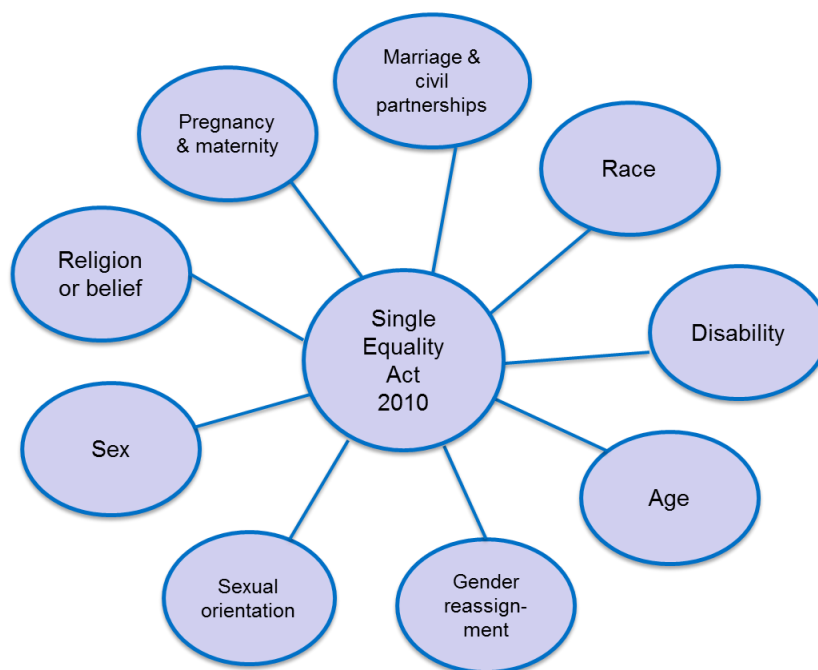 Marriage &
civil
partnerships
Pregnancy
& maternity
Race
Religion
or belief
Single
Equality
Act
2010
Disability
Sex
Age
Sexual
orientation
Gender
reassign-
ment